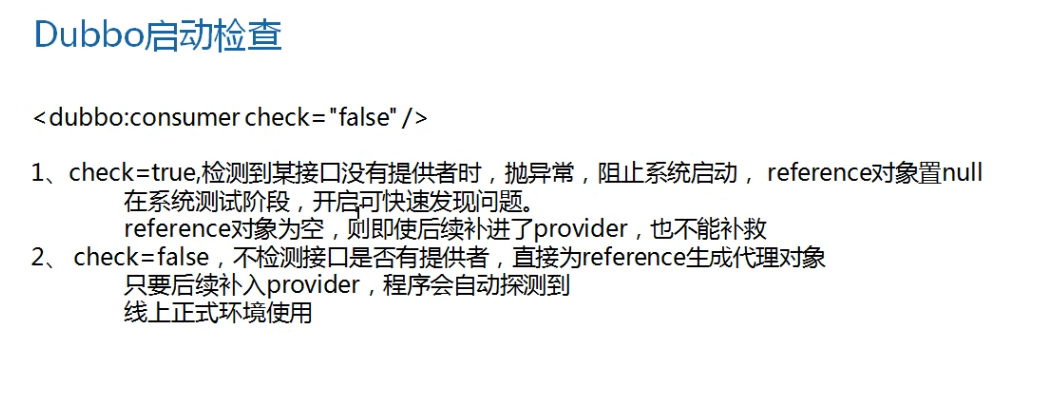 Dubbo启动检查
<dubbo:consumer check="false"/>
1、check=true,检测到某接口没有提供者时，抛异常，阻止系统启动， reference对象置null
在系统测试阶段，开启可快速发现问题。
reference对象为空，则即使后续补进了provider，也不能补救
2、 check=false，不检测接口是否有提供者，直接为reference生成代理对象
只要后续补入provider，程序会自动探测到
线上正式环境使用